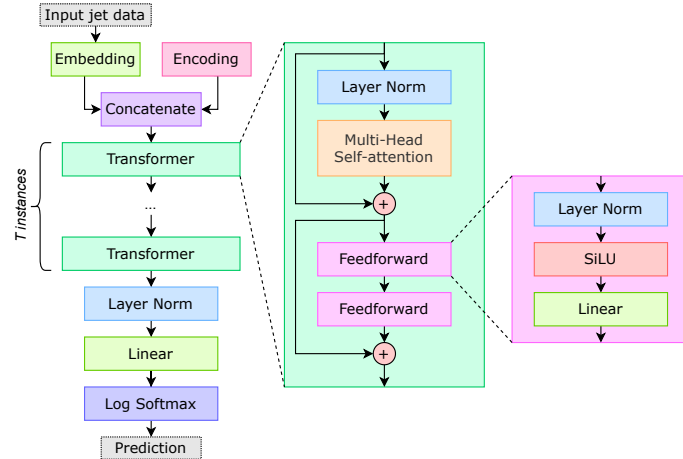 Input jet data
Embedding
Encoding
Concatenate
Transformer
...
Transformer
T instances
Layer Norm
Linear
Log Softmax
Prediction
Layer Norm
Multi-Head
Self-attention
+
Feedforward
Feedforward
+
Layer Norm
SiLU
Linear